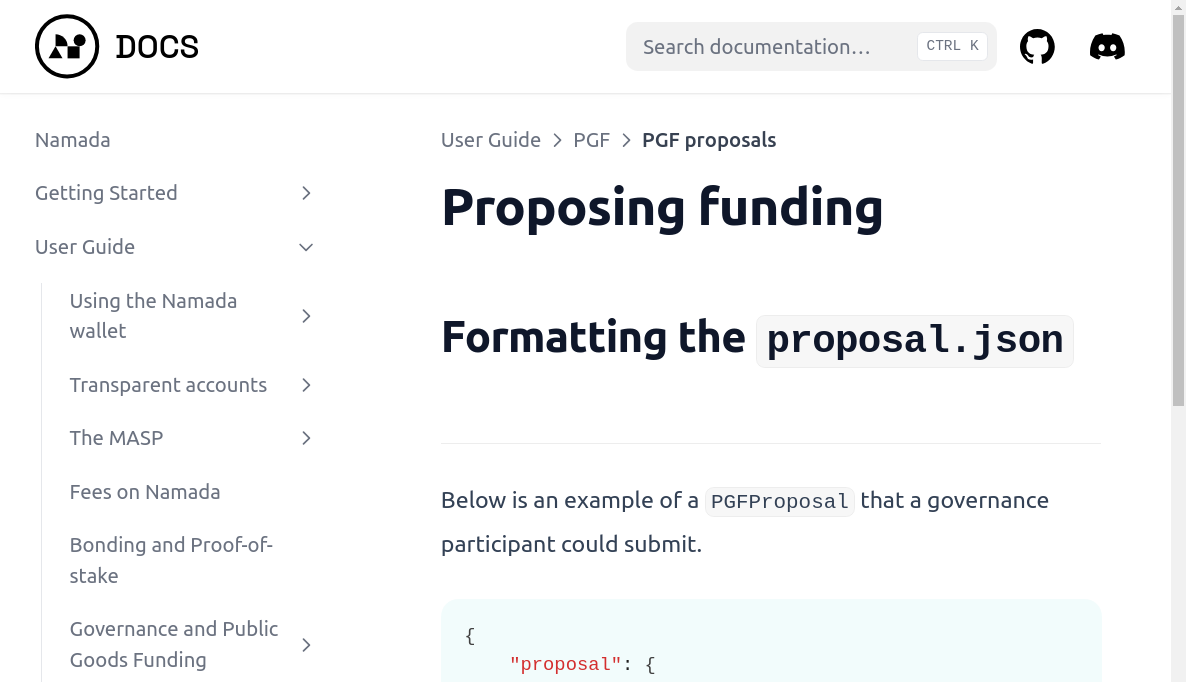 DOCS
Search documentation…
CTRL K
Namada
Getting Started
User Guide
Using the Namada
wallet
Transparent accounts
The MASP
Fees on Namada
Bonding and Proof-of-
stake
Governance and Public
Goods Funding
User Guide
PGF
PGF proposals
Proposing funding
Formatting the proposal.json
Below is an example of a PGFProposal that a governance
participant could submit.
{
"proposal": {